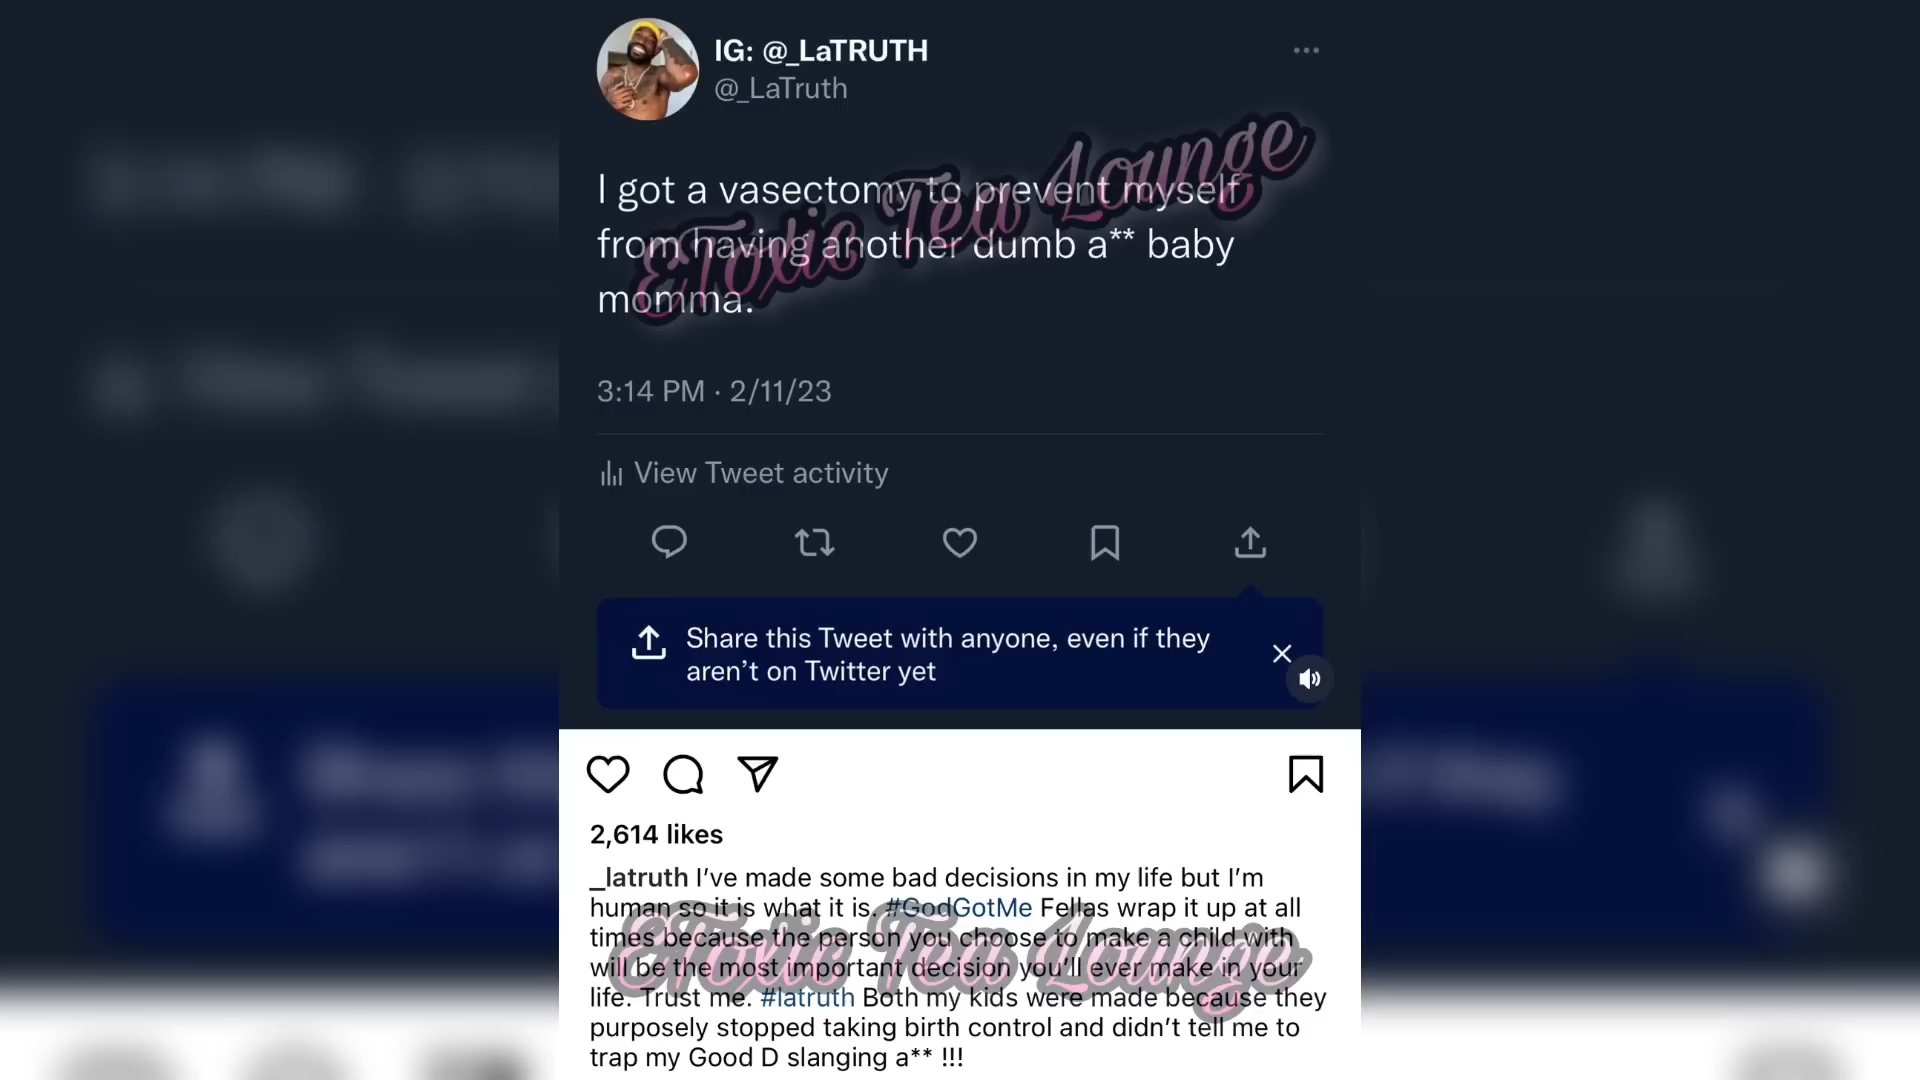 IG: @_LaTRUTH
@_LaTruth
I got a vasectomy to prevent myself
from having another dumb a** baby
momma.
EToxic Tea Lounge
3:14 PM · 2/11/23
View Tweet activity
Share this Tweet with anyone, even if they
aren’t on Twitter yet
2,614 likes
_latruth I’ve made some bad decisions in my life but I’m
human so it is what it is. #GodGotMe Fellas wrap it up at all
times because the person you choose to make a child with
will be the most important decision you’ll ever make in your
life. Trust me. #latruth Both my kids were made because they
purposely stopped taking birth control and didn’t tell me to
trap my Good D slanging a** !!!
EToxic Tea Lounge